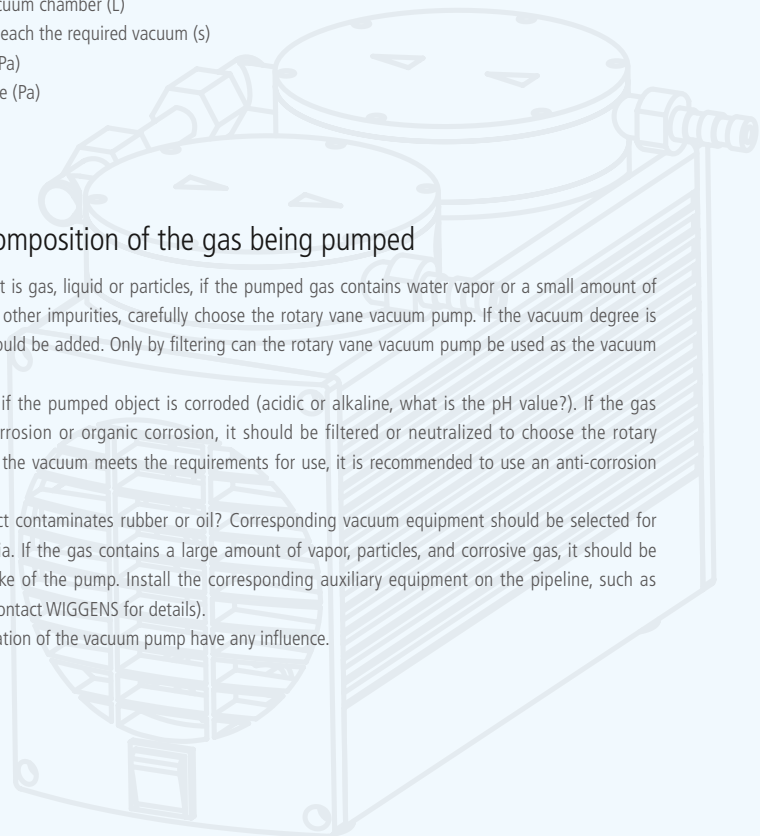 cuum chamber (L)
each the required vacuum (s)
Pa)
e (Pa)
omposition of the gas being pumped
t is gas, liquid or particles, if the pumped gas contains water vapor or a small amount of
other impurities, carefully choose the rotary vane vacuum pump. If the vacuum degree is
ould be added. Only by filtering can the rotary vane vacuum pump be used as the vacuum
if the pumped object is corroded (acidic or alkaline, what is the pH value?). If the gas
rrosion or organic corrosion, it should be filtered or neutralized to choose the rotary
the vacuum meets the requirements for use, it is recommended to use an anti-corrosion
ct contaminates rubber or oil? Corresponding vacuum equipment should be selected for
ia. If the gas contains a large amount of vapor, particles, and corrosive gas, it should be
ke of the pump. Install the corresponding auxiliary equipment on the pipeline, such as
ontact WIGGENS for details).
ation of the vacuum pump have any influence.